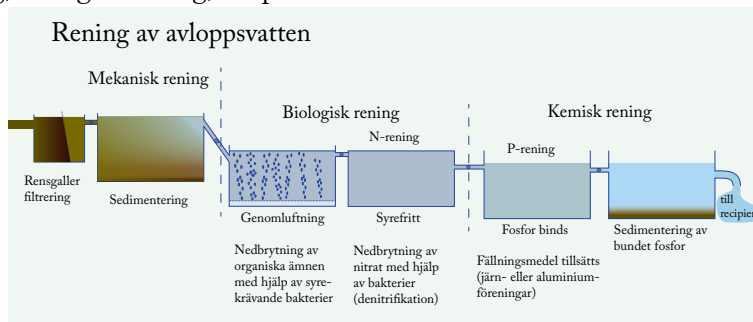 Rening av avloppsvatten
Mekanisk rening
Biologisk rening
Kemisk rening
N-rening
P-rening
Rensgaller
filtrering
Sedimentering
Genomluftning
Syrefritt
Fosfor binds
Sedimentering av
bundet fosfor
till
recipien
Nedbrytning av
organiska ämnen
med hjälp av syre-
krävande bakterier
Nedbrytning av
nitrat med hjälp
av bakterier
(denitrifikation)
Fällningsmedel tillsätts
(järn- eller aluminium-
föreningar)